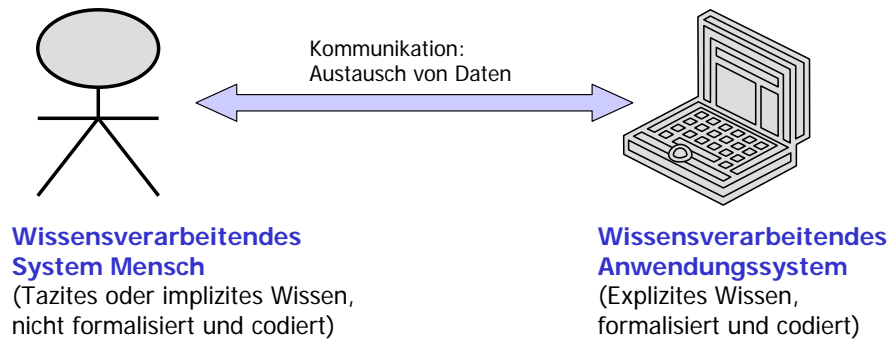 Kommunikation:
Austausch von Daten
Wissensverarbeitendes
System Mensch
(Tazites oder implizites Wissen,
nicht formalisiert und codiert)
Wissensverarbeitendes
Anwendungssystem
(Explizites Wissen,
formalisiert und codiert)